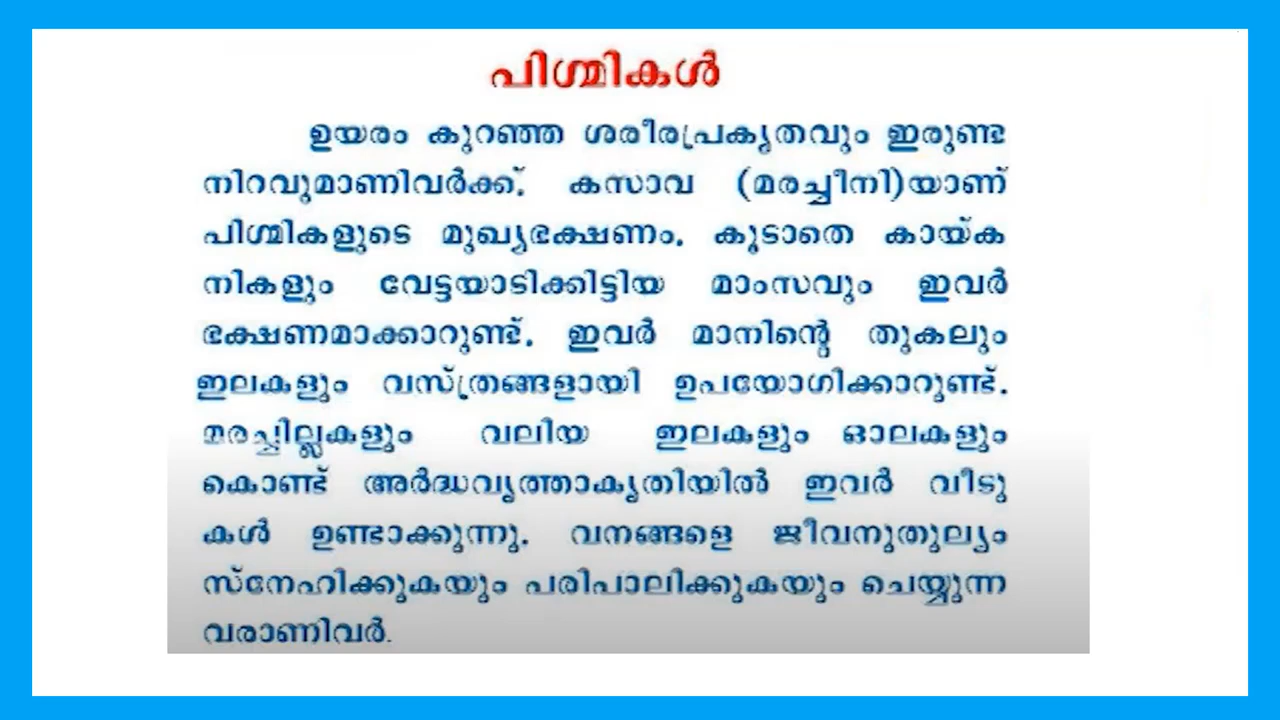 പിഗ്മികൾ
ഉയരം കുറഞ്ഞ ശരീരപ്രകൃതവും ഇരുണ്ട
നിറവുമാണിവർക്ക്. കസാവ (മരച്ചീനി)യാണ്
പിഗ്മികളുടെ മുഖ്യഭക്ഷണം. കൂടാതെ കായ്ക
നികളും വേട്ടയാടിക്കിട്ടിയ മാംസവും ഇവർ
ഭക്ഷണമാക്കാറുണ്ട്. ഇവർ മാനിന്റെ തുകലും
ഇലകളും വസ്ത്രങ്ങളായി ഉപയോഗിക്കാറുണ്ട്.
മരച്ചില്ലകളും വലിയ ഇലകളും ഓലകളും
കൊണ്ട് അർദ്ധവൃത്താകൃതിയിൽ ഇവർ വീടു
കൾ ഉണ്ടാക്കുന്നു. വനങ്ങളെ ജീവനുതുല്യം
സ്നേഹിക്കുകയും പരിപാലിക്കുകയും ചെയ്യുന്ന
വരാണിവർ.